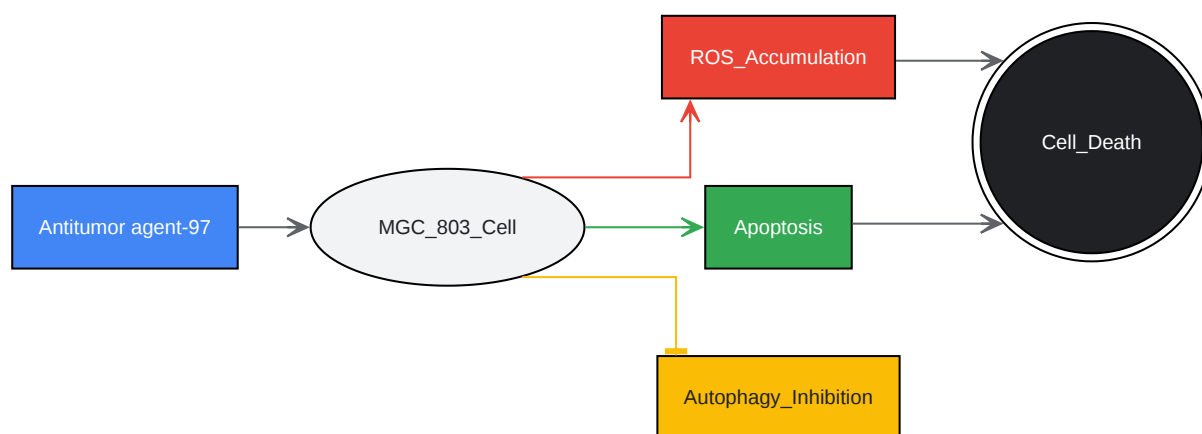 ROS_Accumulation
Cell_Death
Antitumor agent-97
MGC_803_Cell
Apoptosis
Autophagy_Inhibition